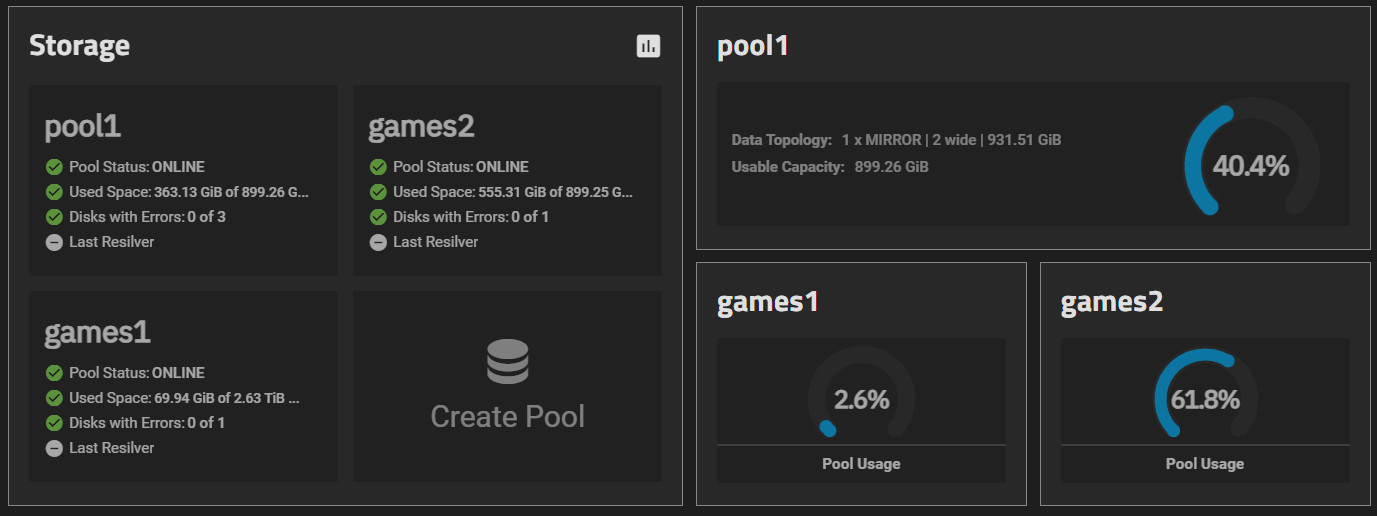 Storage
pool1
Pool Status: ONLINE
Used Space: 363.13 GiB of 899.26 G...
Disks with Errors: 0 of 3
Last Resilver
games2
Pool Status: ONLINE
Used Space: 555.31 GiB of 899.25 G...
Disks with Errors: 0 of 1
Last Resilver
games1
Pool Status: ONLINE
Used Space: 69.94 GiB of 2.63 TiB ...
Disks with Errors: 0 of 1
Last Resilver
Create Pool
pool1
Data Topology: 1 x MIRROR | 2 wide | 931.51 GiB
Usable Capacity: 899.26 GiB
40.4%
games1
2.6%
Pool Usage
games2
61.8%
Pool Usage